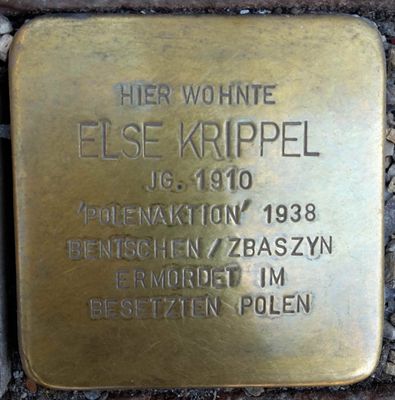 HIER WOHNTE
ELSE KRIPPEL
JG. 1910
'POLENAKTION' 1938
BENTSCHEN / ZBASZYN
ERMORDET IM
BESETZTEN POLEN